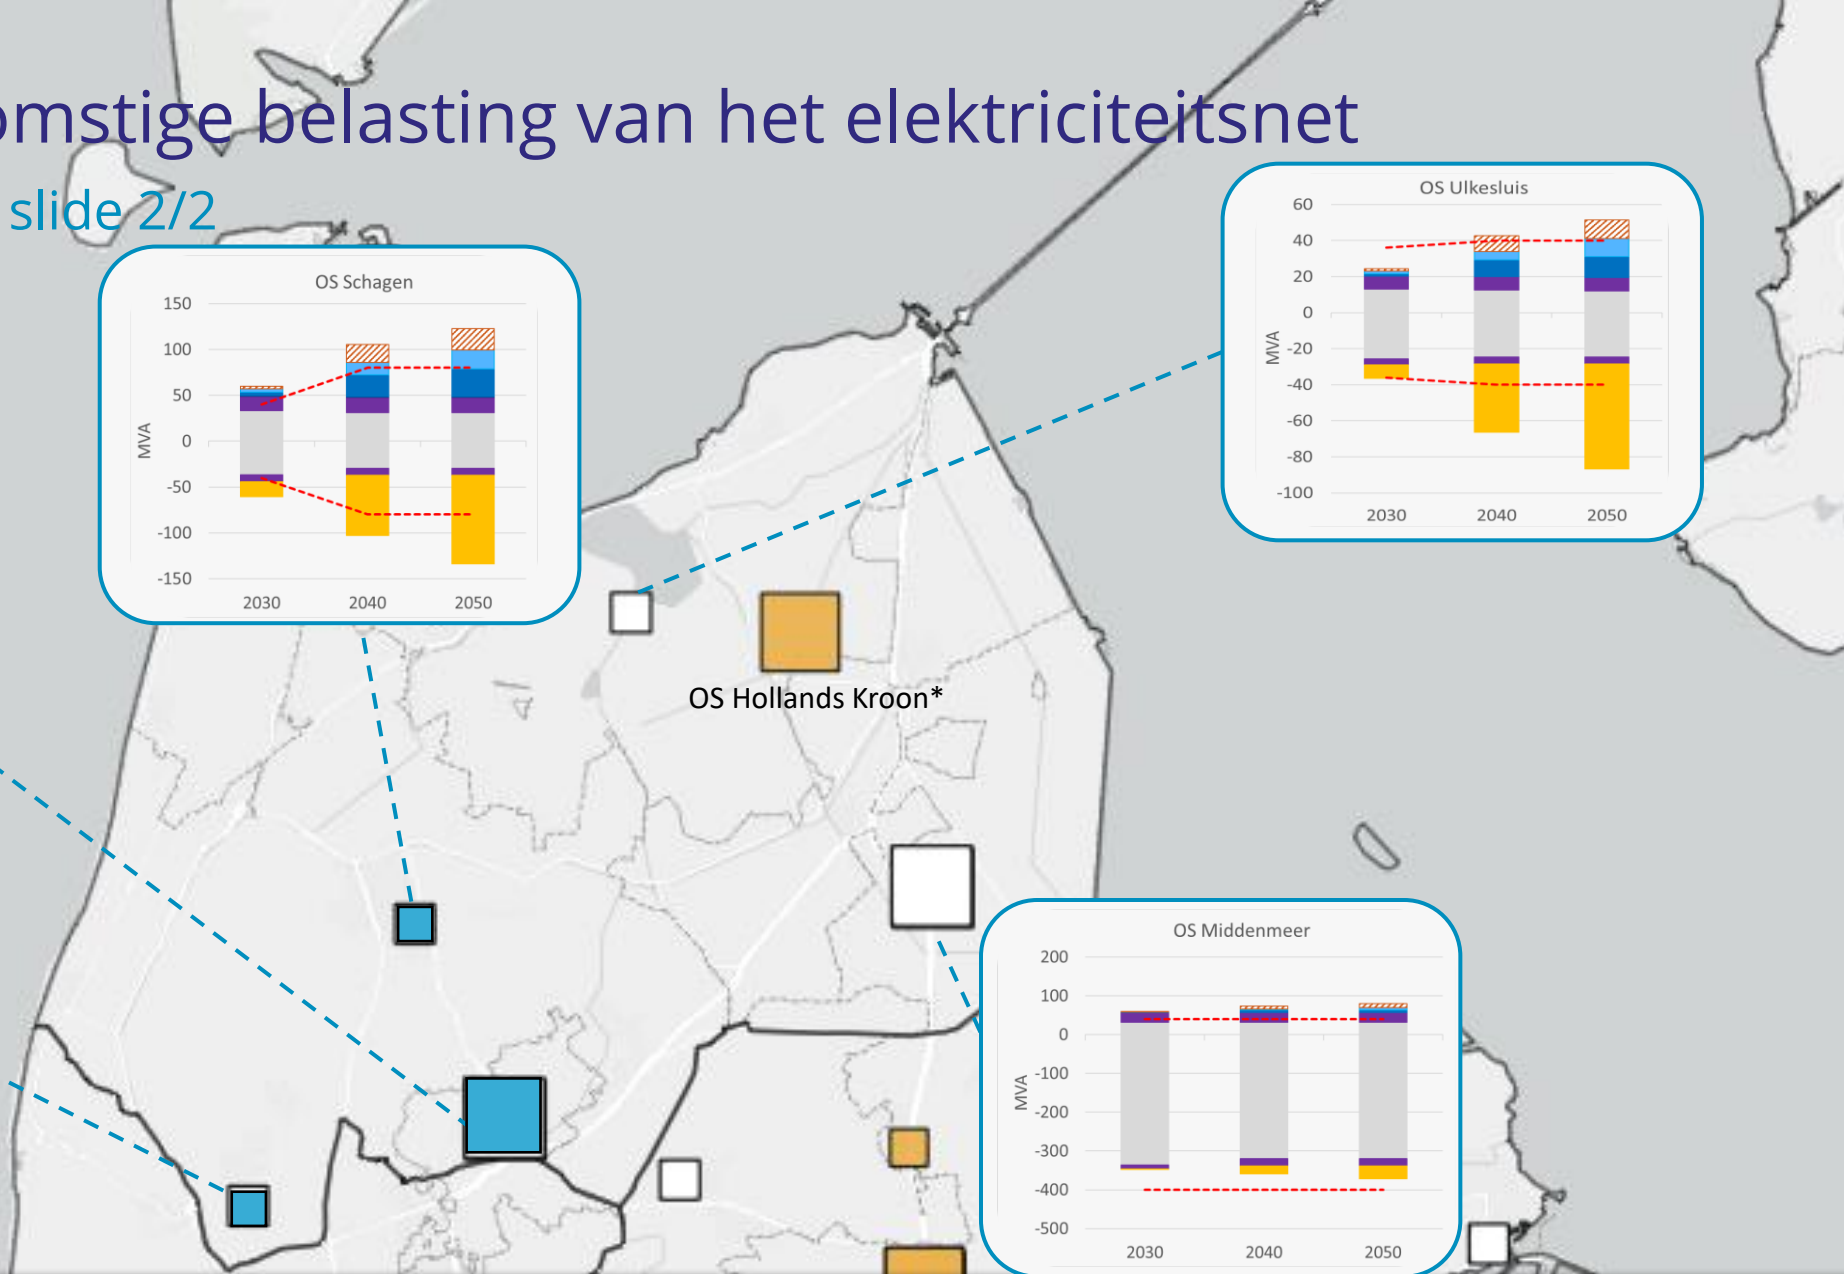 omstige belasting van het elektriciteitsnet
slide 2/2
OS Schagen
150
100
50
0
-50
-100
-150
MVA
2030 2040 2050
OS Ulkesluis
60
40
20
0
-20
-40
-60
-80
-100
MVA
2030 2040 2050
OS Hollands Kroon*
OS Middenmeer
200
100
0
-100
-200
-300
-400
-500
MVA
2030 2040 2050